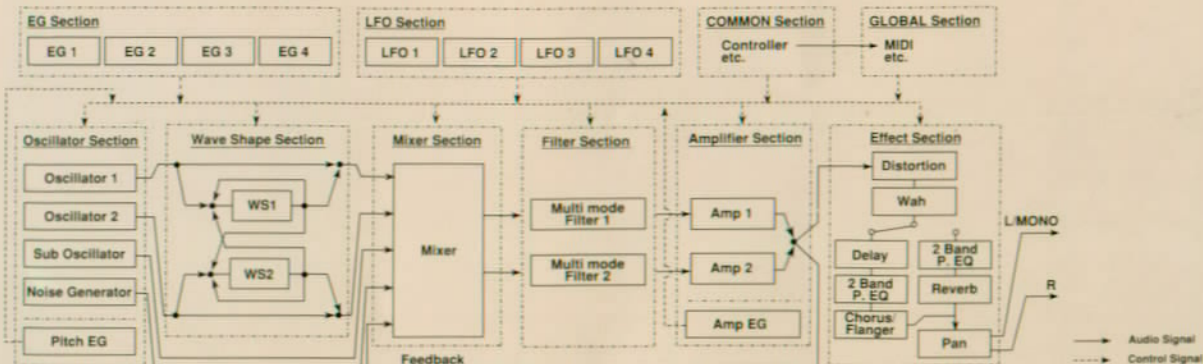 EG Section
EG 1 EG 2 EG 3 EG 4
LFO Section
LFO 1 LFO 2 LFO 3 LFO 4
COMMON Section
Controller
etc.
GLOBAL Section
MIDI
etc.
Oscillator Section
Oscillator 1
Oscillator 2
Sub Oscillator
Noise Generator
Pitch EG
Wave Shape Section
WS1
WS2
Mixer Section
Mixer
Feedback
Filter Section
Multi mode
Filter 1
Multi mode
Filter 2
Amplifier Section
Amp 1
Amp 2
Amp EG
Effect Section
Distortion
Wah
Delay
2 Band
P. EQ
Chorus/
Flanger
2 Band
P. EQ
Reverb
Pan
L/MONO
R
Audio Signal
Control Signal